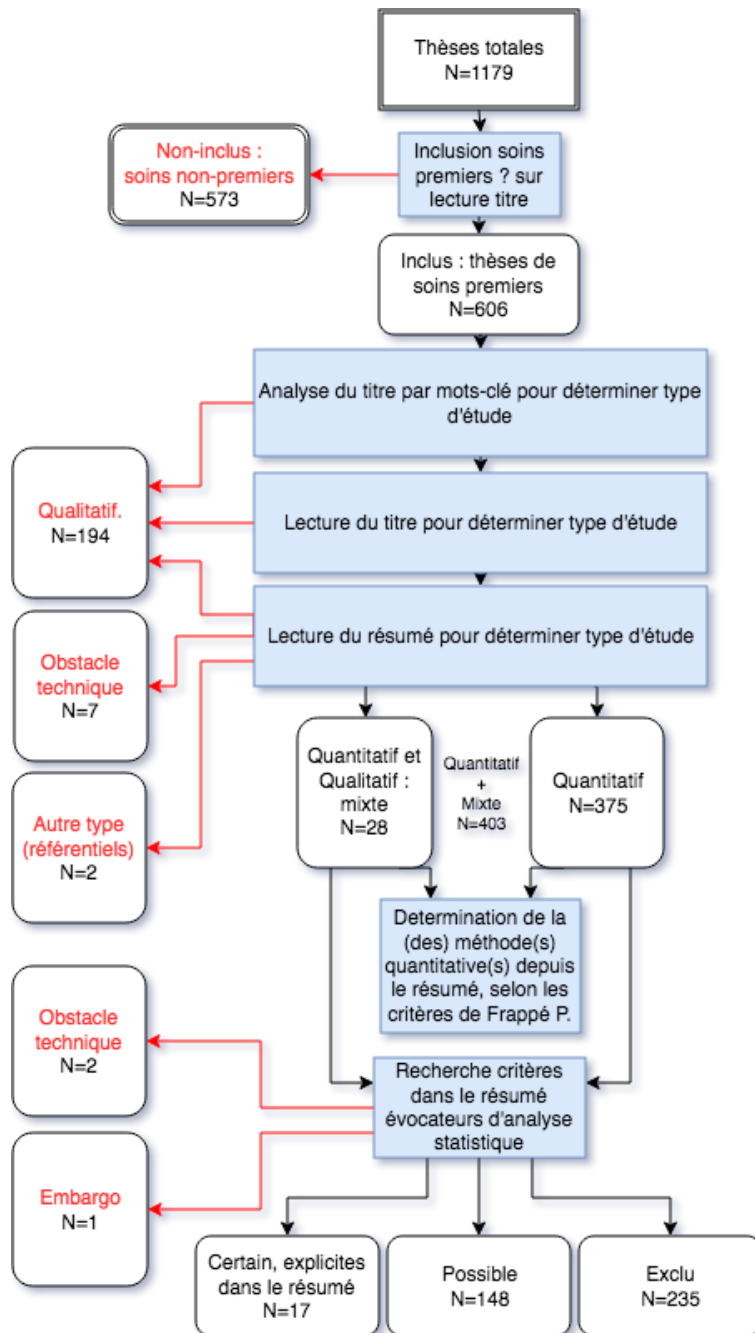 Thèses totales
N=1179
Non-inclus :
soins non-premiers
N=573
Inclusion soins
premiers ? sur
lecture titre
Inclus : thèses de
soins premiers
N=606
Analyse du titre par mots-clé pour déterminer type
d'étude
Qualitatif.
N=194
Lecture du titre pour déterminer type d'étude
Lecture du résumé pour déterminer type d'étude
Obstacle
technique
N=7
Autre type
(référentiels)
N=2
Quantitatif et
Qualitatif :
mixte
N=28
Quantitatif
+
Mixte
N=403
Quantitatif
N=375
Determination de la
(des) méthode(s)
quantitative(s) depuis
le résumé, selon les
critères de Frappé P.
Obstacle
technique
N=2
Recherche critères
dans le résumé
évocateurs d'analyse
statistique
Embargo
N=1
Certain, explicites
dans le résumé
N=17
Possible
N=148
Exclu
N=235